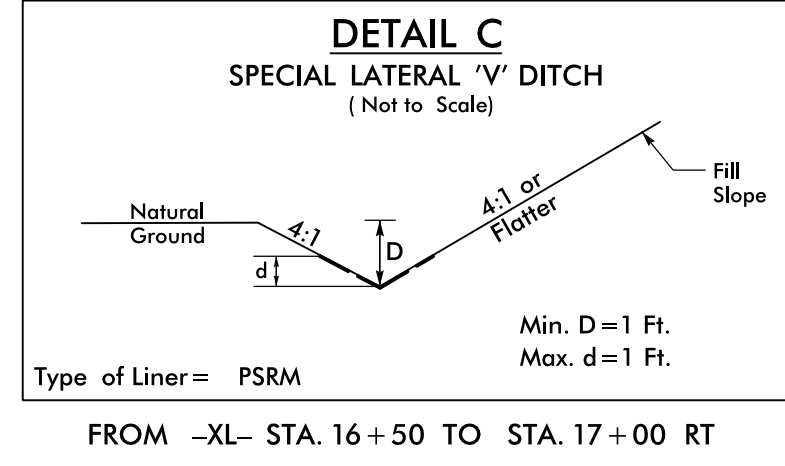 DETAIL C
SPECIAL LATERAL 'V' DITCH
( Not to Scale)
Natural
Ground
4:1
d
D
4:1 or
Flatter
Fill
Slope
Min. D=1 Ft.
Max. d=1 Ft.
Type of Liner= PSRM
FROM -XL- STA. 16+50 TO STA. 17+00 RT